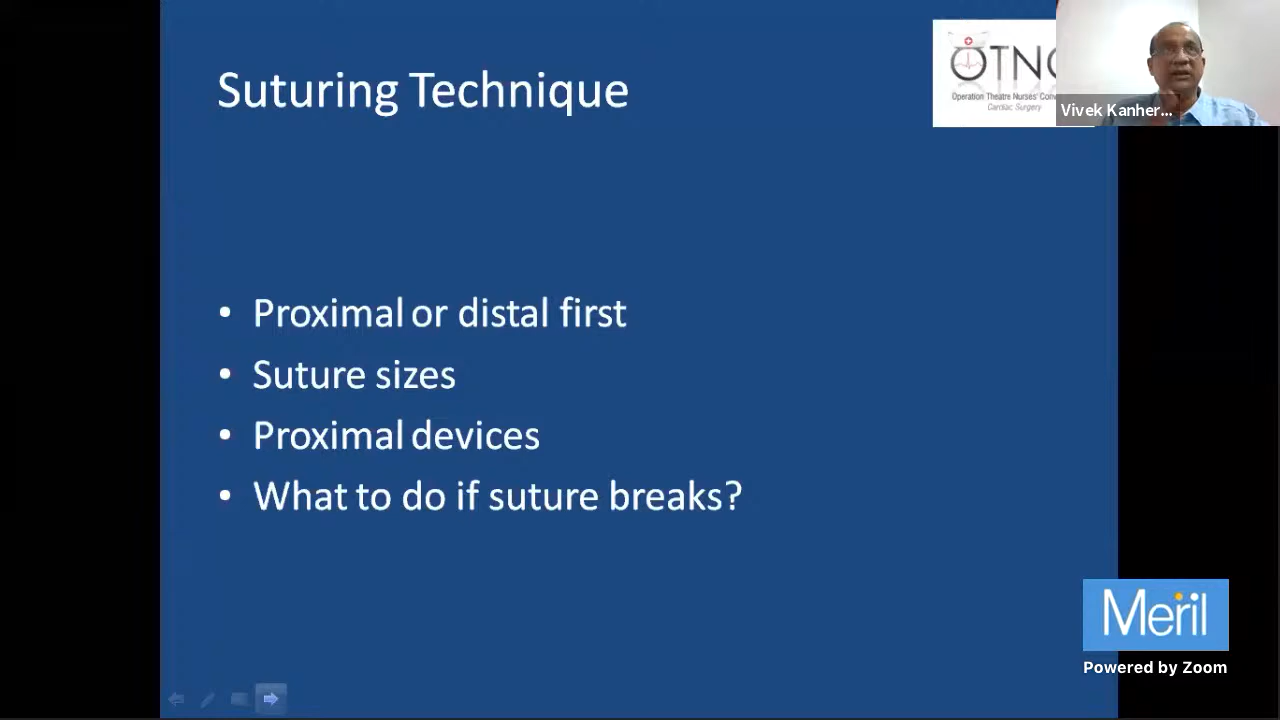 Suturing Technique
OTNC
Operation Theatre Nurses'
Cardiac Surgery
Vivek Kanher...
• Proximal or distal first
• Suture sizes
• Proximal devices
• What to do if suture breaks?
Meril
Powered by Zoom